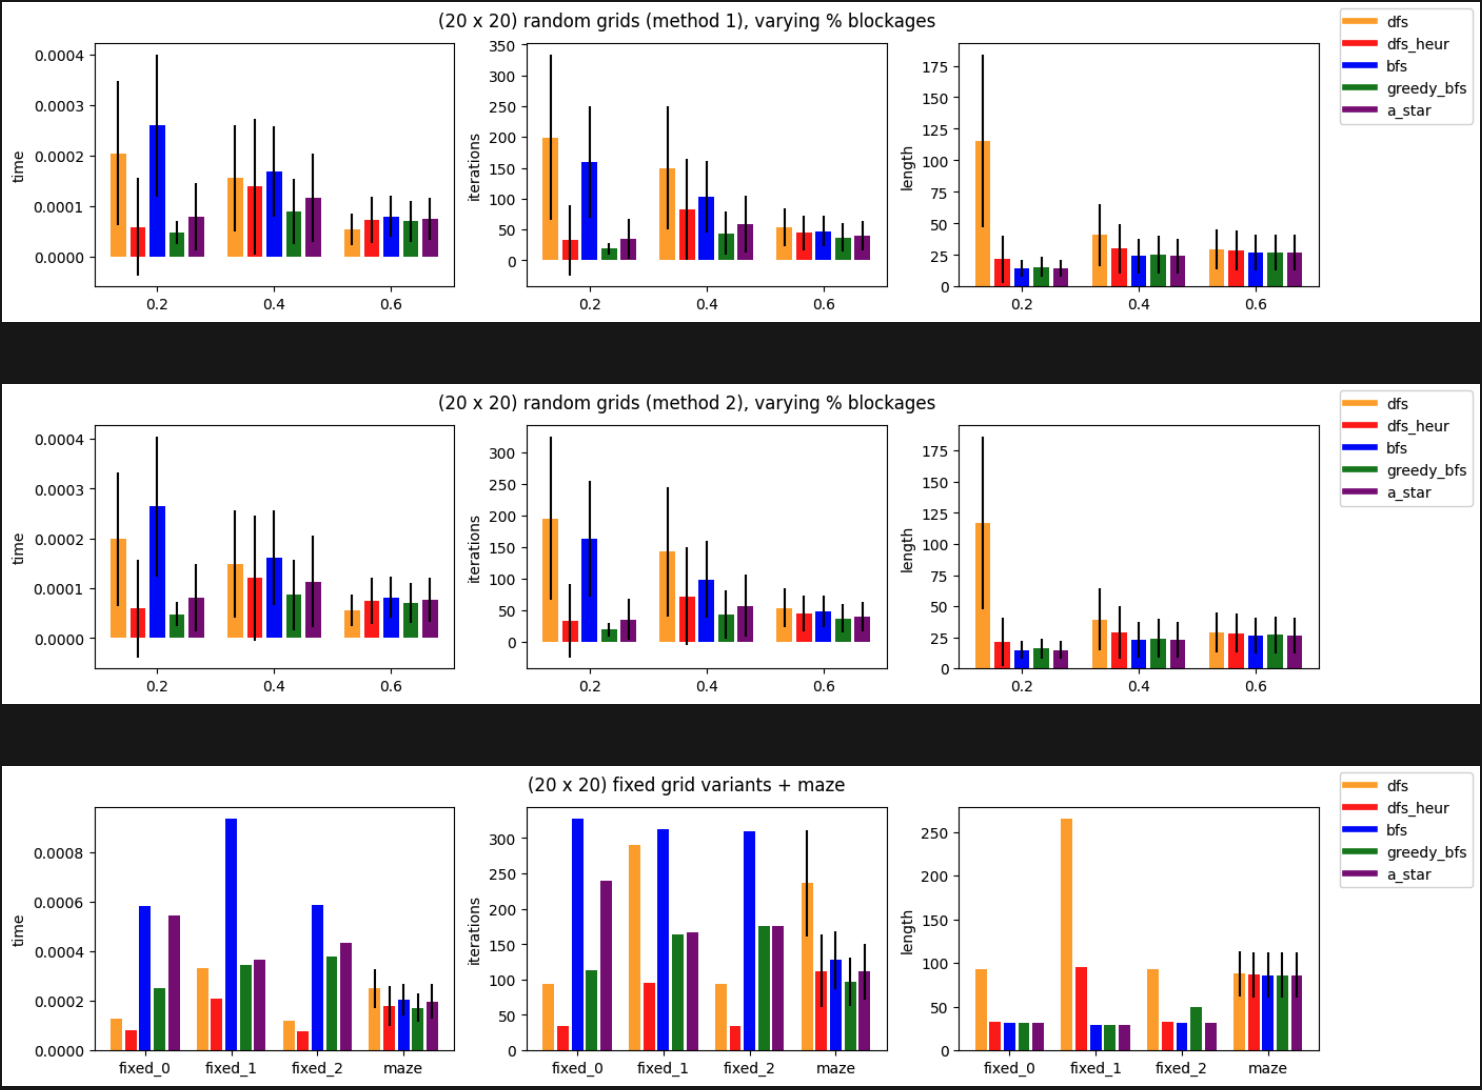 (20 x 20) random grids (method 1), varying % blockages
dfs
dfs_heur
bfs
greedy_bfs
a_star
time
0.0004
0.0003
0.0002
0.0001
0.0000
0.2 0.4 0.6
iterations
350
300
250
200
150
100
50
0
0.2 0.4 0.6
length
175
150
125
100
75
50
25
0
0.2 0.4 0.6
(20 x 20) random grids (method 2), varying % blockages
dfs
dfs_heur
bfs
greedy_bfs
a_star
time
0.0004
0.0003
0.0002
0.0001
0.0000
0.2 0.4 0.6
iterations
300
250
200
150
100
50
0
0.2 0.4 0.6
length
175
150
125
100
75
50
25
0
0.2 0.4 0.6
(20 x 20) fixed grid variants + maze
dfs
dfs_heur
bfs
greedy_bfs
a_star
time
0.0008
0.0006
0.0004
0.0002
0.0000
fixed_0 fixed_1 fixed_2 maze
iterations
300
250
200
150
100
50
0
fixed_0 fixed_1 fixed_2 maze
length
250
200
150
100
50
0
fixed_0 fixed_1 fixed_2 maze